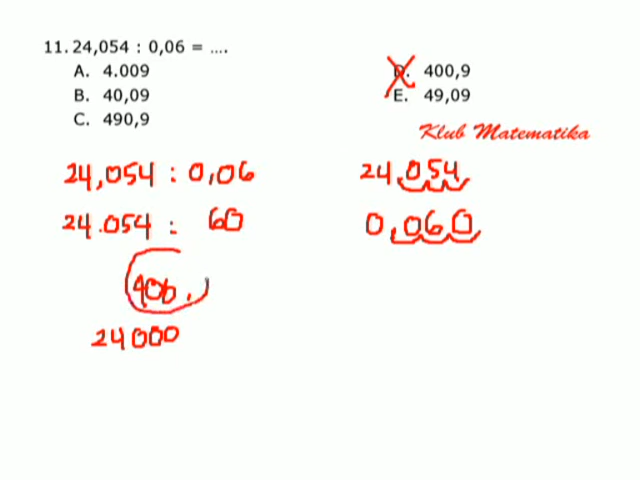 11. 24,054 : 0,06 = ....
A. 4.009
B. 40,09
C. 490,9
D. 400,9
E. 49,09
Klub Matematika
24,054 : 0,06
24.054 : 60
400,
24000
24.054
0,060,